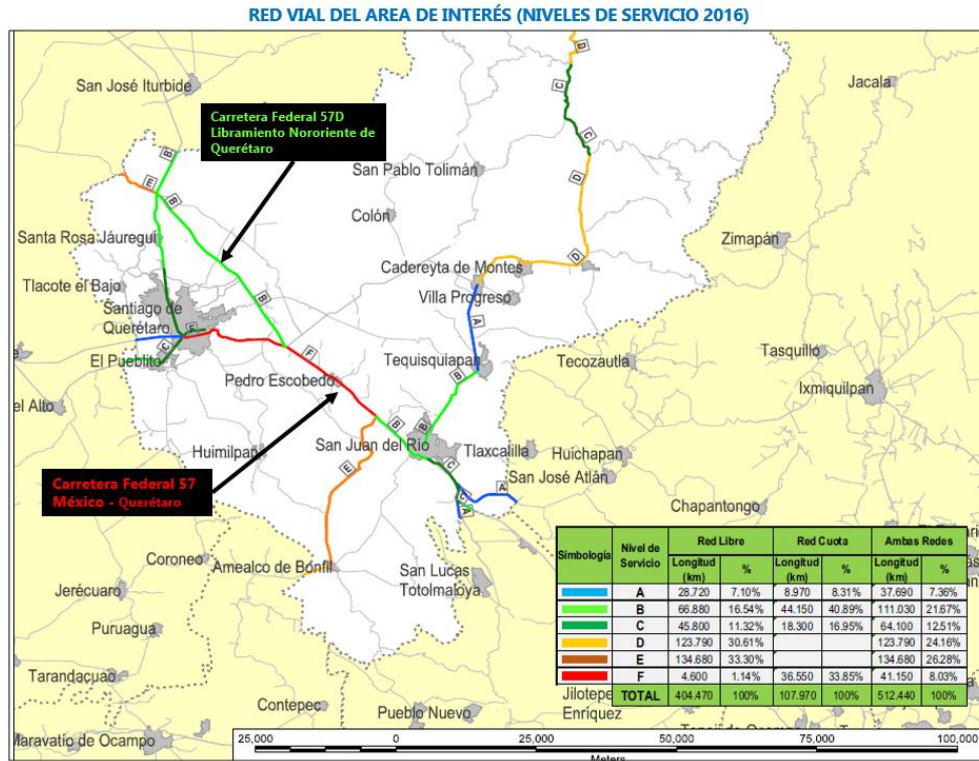 RED VIAL DEL AREA DE INTERÉS (NIVELES DE SERVICIO 2016)
San José Iturbide
Jacala
Carretera Federal 57D
Libramiento Nororiente de
Querétaro
D
C
C
B
San Pablo Tolimán
E
B
D
Colón
Santa Rosa Jáuregui
Zimapán
Cadereyta de Montes
D
Tlacote el Bajo
Villa Progreso
B
Santiago de
Querétaro
A
C
F
El Pueblito
Tequisquiapan
Tecozautla
Tasquillo
Pedro Escobedo
B
Ixmiquilpan
el Alto
B
B
Huimilpan
San Juan del Río
Tlaxcalilla
Huichapan
E
C
San José Atlán
Carretera Federal 57
México - Querétaro
A
C
A
Chapantongo
Coroneo
Amealco de Bonfil
San Lucas
Totolmaloya
Jerécuaro
Puruagua
Tarandacuao
Contepec
Pueblo Nuevo
Jilotepe
Enríquez
Maravatío de Ocampo
Simbología Nivel de Servicio Red Libre Red Cuota Ambas Redes
Longitud (km) % Longitud (km) % Longitud (km) %
A 28.720 7.10% 8.970 8.31% 37.690 7.36%
B 66.880 16.54% 44.150 40.89% 111.030 21.67%
C 45.800 11.32% 18.300 16.95% 64.100 12.51%
D 123.790 30.61% 123.790 24.16%
E 134.680 33.30% 134.680 26.28%
F 4.600 1.14% 36.550 33.85% 41.150 8.03%
TOTAL 404.470 100% 107.970 100% 512.440 100%
25,000 0 25,000 50,000 75,000 100,000
Meters